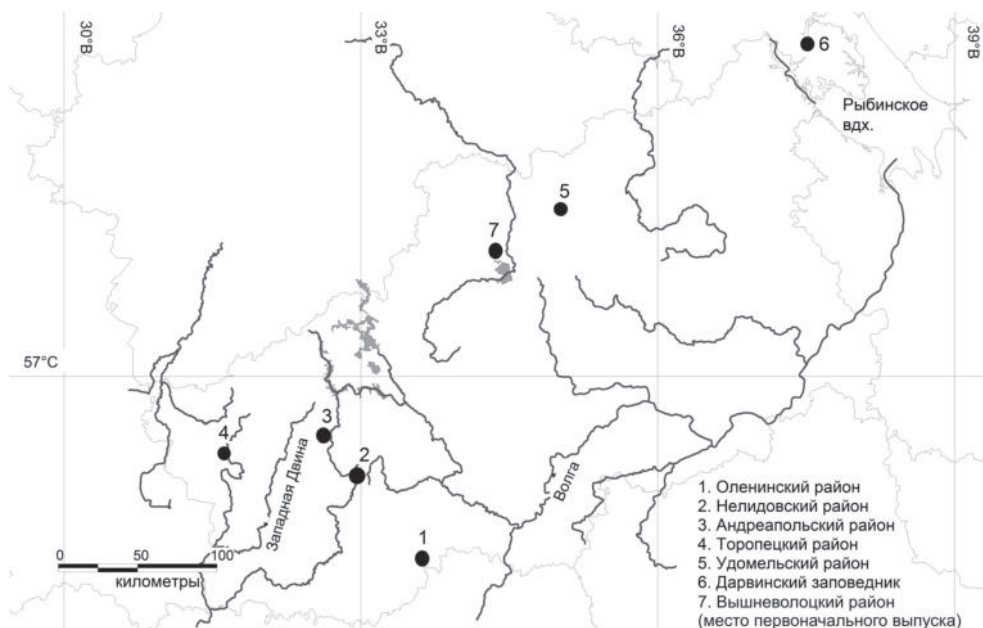 30°В
33°В
36°В
39°В
6
Рыбинское
вдх.
5
7
57°С
3
4
2
Западная Двина
Волга
1
0 50 100
километры
1. Оленинский район
2. Нелидовский район
3. Андреапольский район
4. Торопецкий район
5. Удомельский район
6. Дарвинский заповедник
7. Вышневолоцкий район
(место первоначального выпуска)